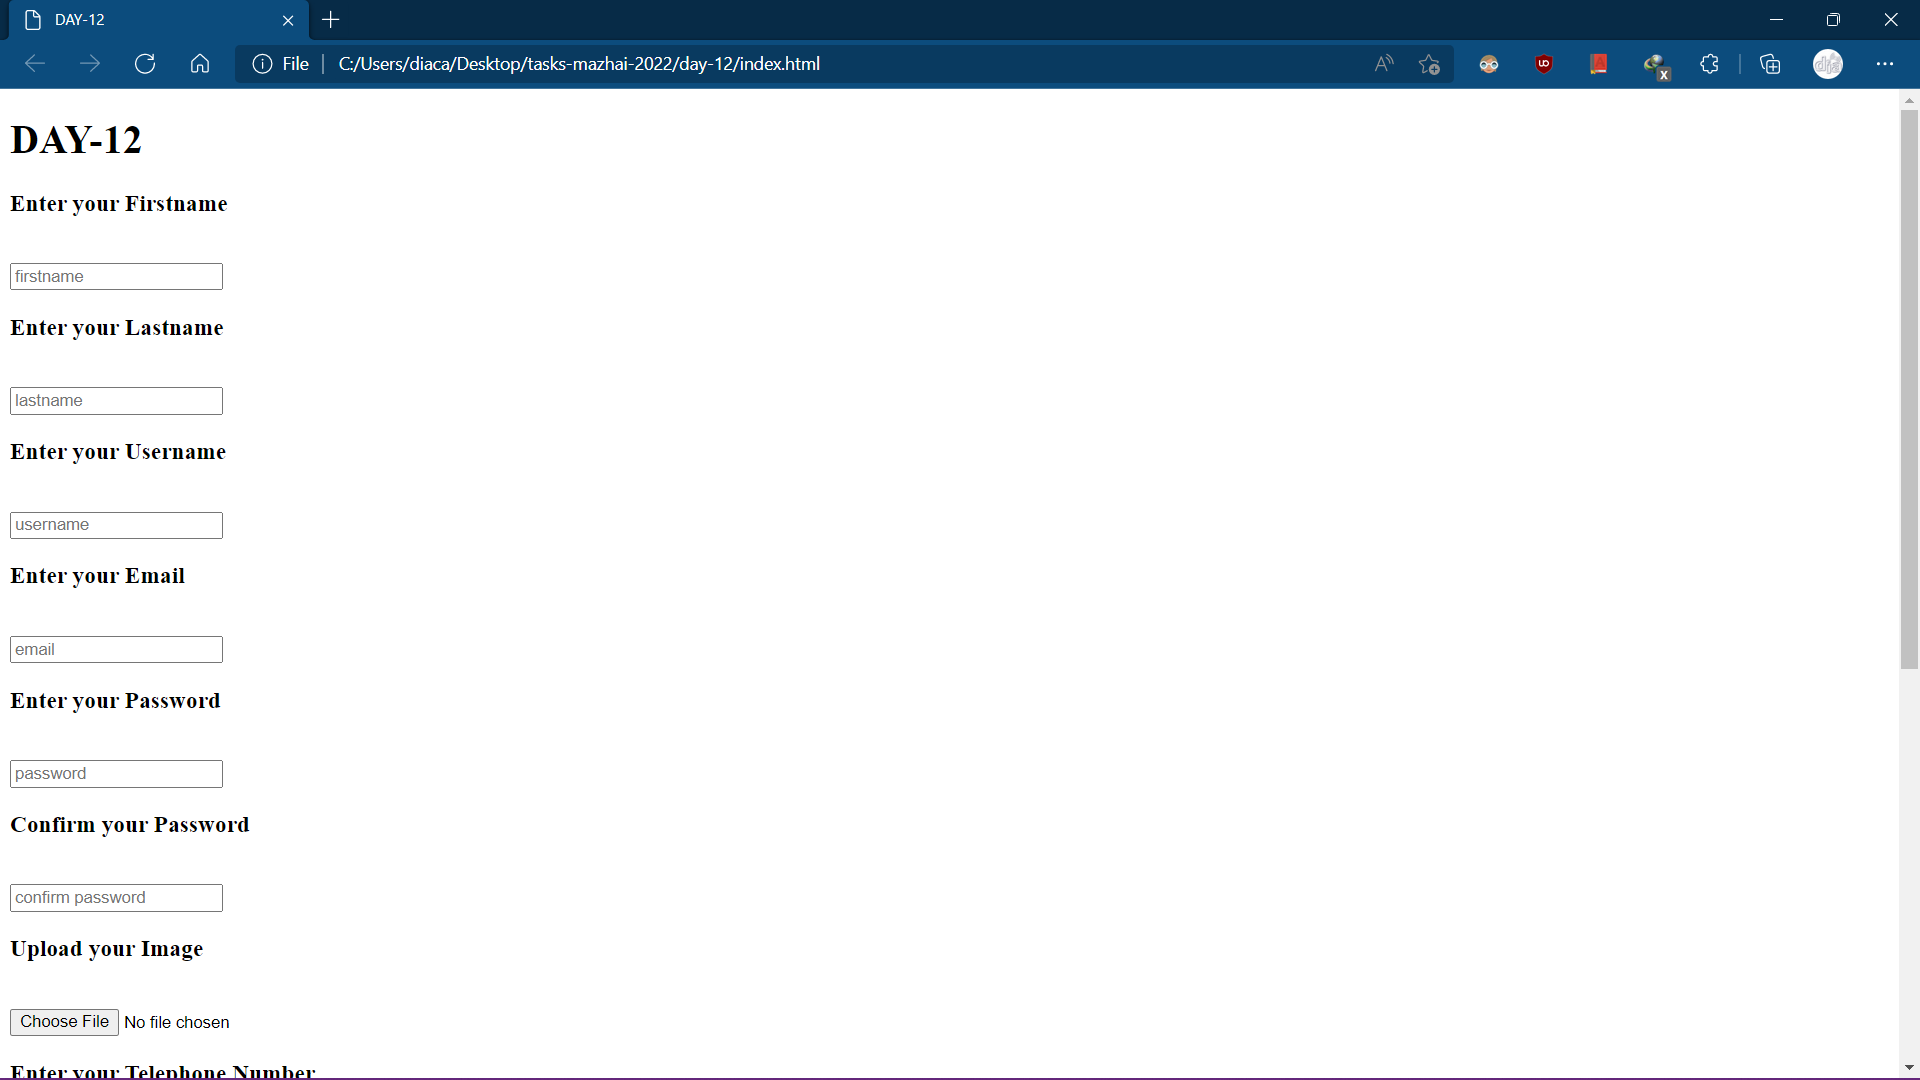 DAY-12
File C:/Users/diaca/Desktop/tasks-mazhai-2022/day-12/index.html
DAY-12
Enter your Firstname
firstname
Enter your Lastname
lastname
Enter your Username
username
Enter your Email
email
Enter your Password
password
Confirm your Password
confirm password
Upload your Image
Choose File No file chosen
Enter your Telephone Number